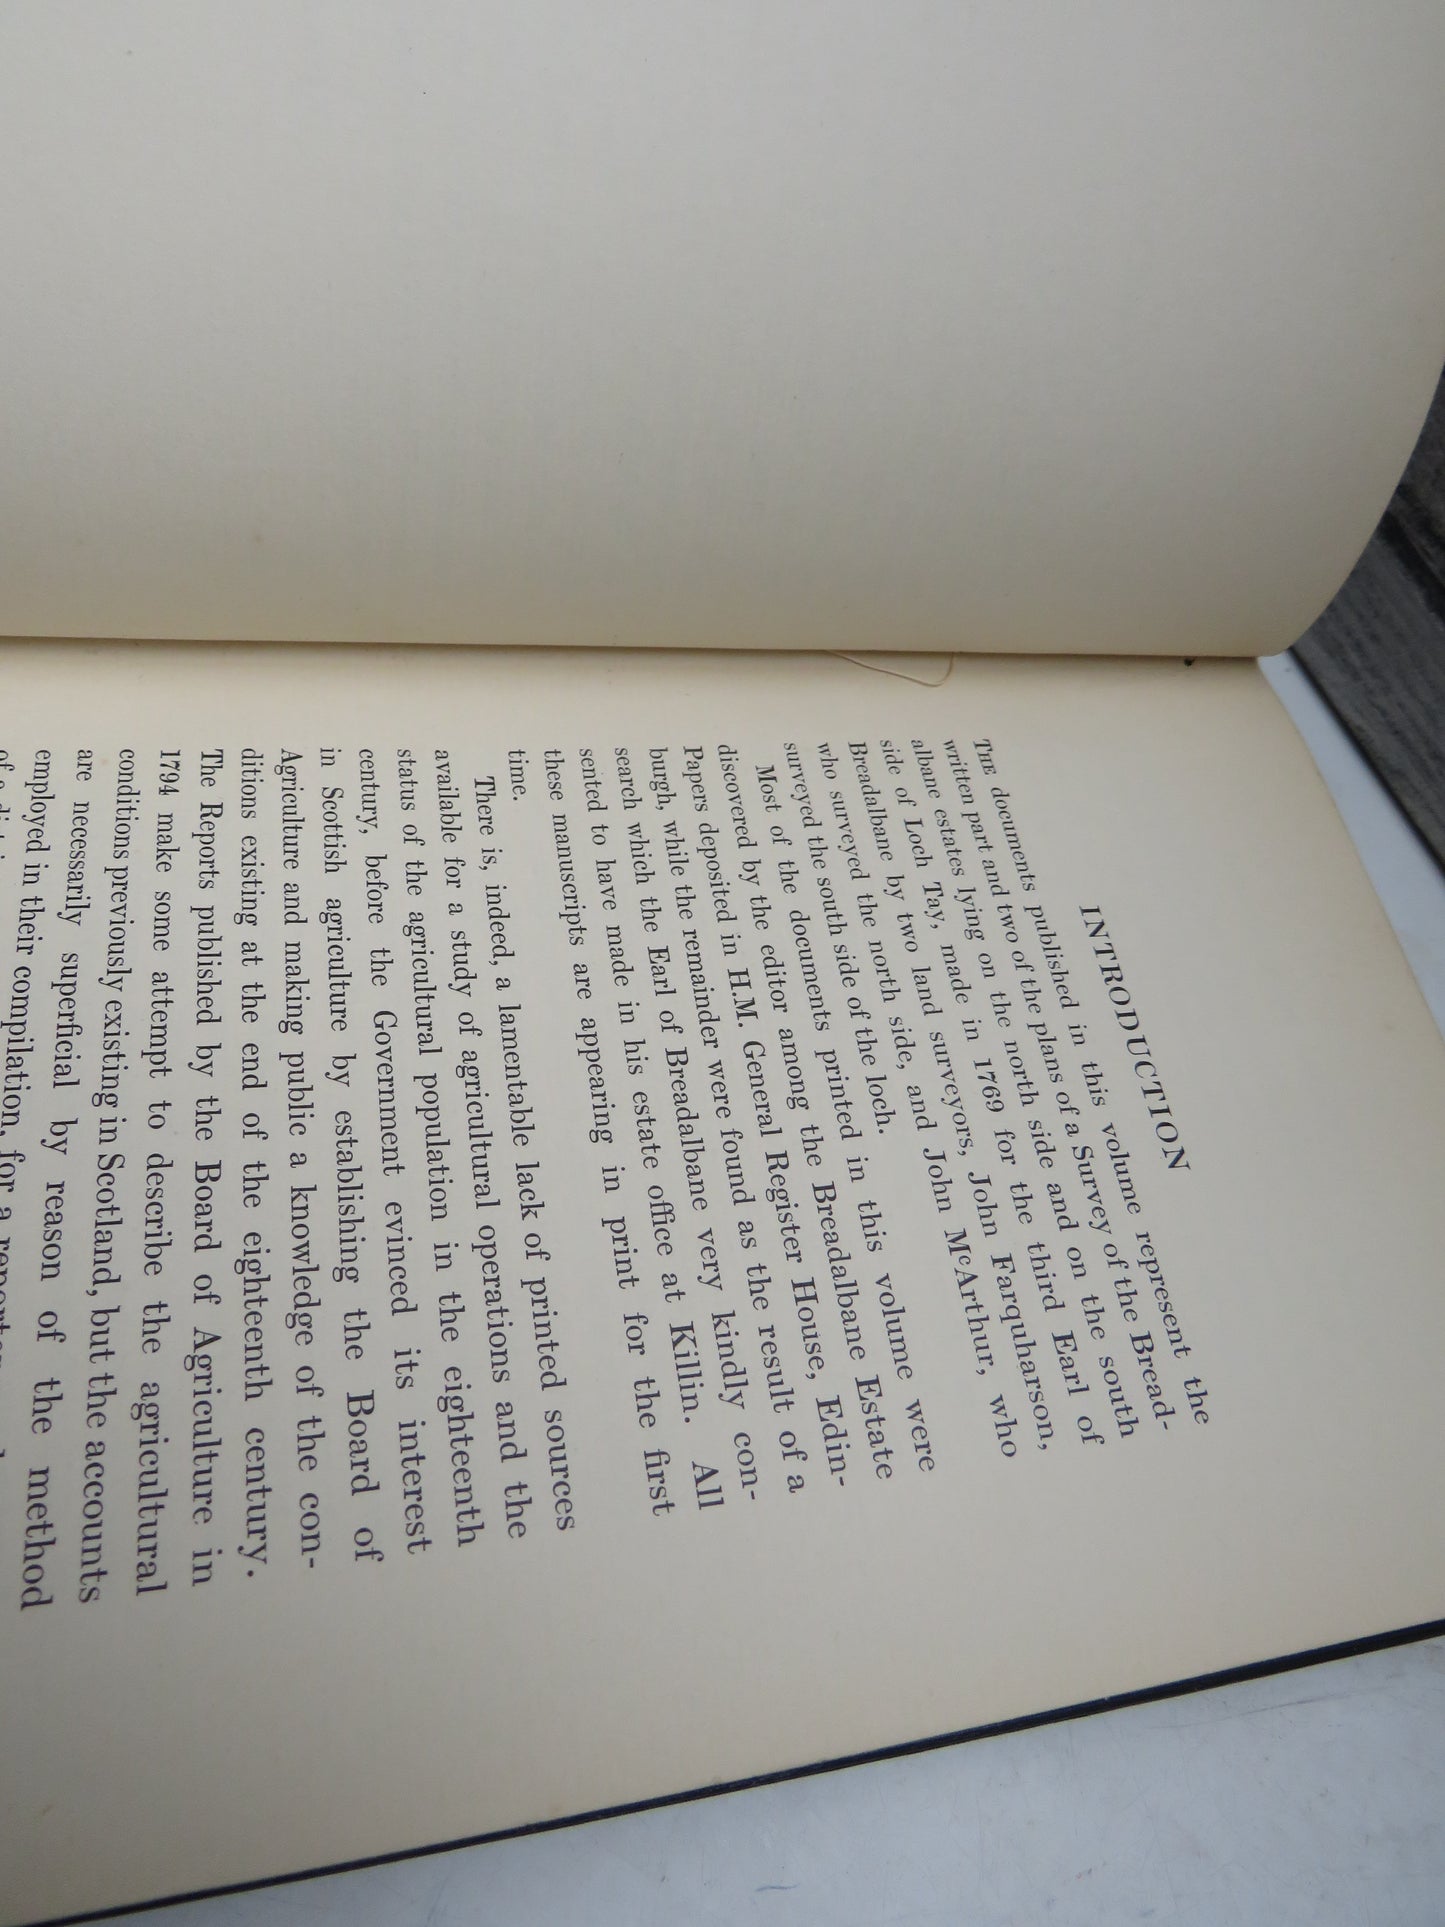 INTRODUCTION
THE documents published in this volume represent the
written part and two of the plans of a Survey of the Bread-
albane estates lying on the north side and on the south
side of Loch Tay, made in 1769 for the third Earl of
Breadalbane by two land surveyors, John Farquharson,
who surveyed the north side, and John McArthur, who
surveyed the south side of the loch.
Most of the documents printed in this volume were
discovered by the editor among the Breadalbane Estate
Papers deposited in H.M. General Register House, Edin-
burgh, while the remainder were found as the result of a
search which the Earl of Breadalbane very kindly con-
sented to have made in his estate office at Killin. All
these manuscripts are appearing in print for the first
time.
There is, indeed, a lamentable lack of printed sources
available for a study of agricultural operations and the
status of the agricultural population in the eighteenth
century, before the Government evinced its interest
in Scottish agriculture by establishing the Board of
Agriculture and making public a knowledge of the con-
ditions existing at the end of the eighteenth century.
The Reports published by the Board of Agriculture in
1794 make some attempt to describe the agricultural
conditions previously existing in Scotland, but the accounts
are necessarily superficial by reason of the method
employed in their compilation, for a reporter